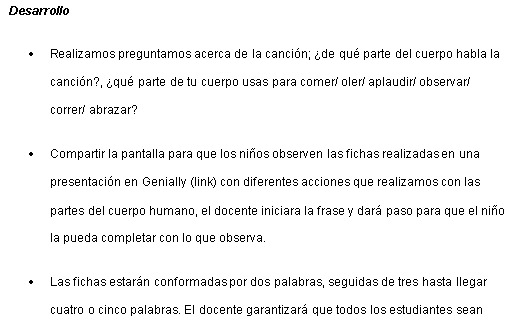 Desarrollo
• Realizamos preguntamos acerca de la canción; ¿de qué parte del cuerpo habla la
canción?, ¿qué parte de tu cuerpo usas para comer/ oler/ aplaudir/ observar/
correr/ abrazar?
• Compartir la pantalla para que los niños observen las fichas realizadas en una
presentación en Genially (link) con diferentes acciones que realizamos con las
partes del cuerpo humano, el docente iniciara la frase y dará paso para que el niño
la pueda completar con lo que observa.
• Las fichas estarán conformadas por dos palabras, seguidas de tres hasta llegar
cuatro o cinco palabras. El docente garantizará que todos los estudiantes sean